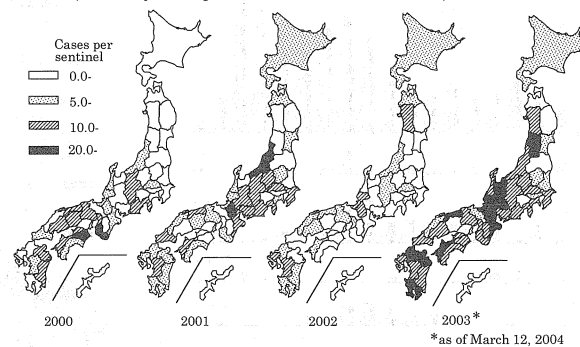 Cases per
sentinel
0.0-
5.0-
10.0-
20.0-
2000
2001
2002
2003*
*as of March 12, 2004